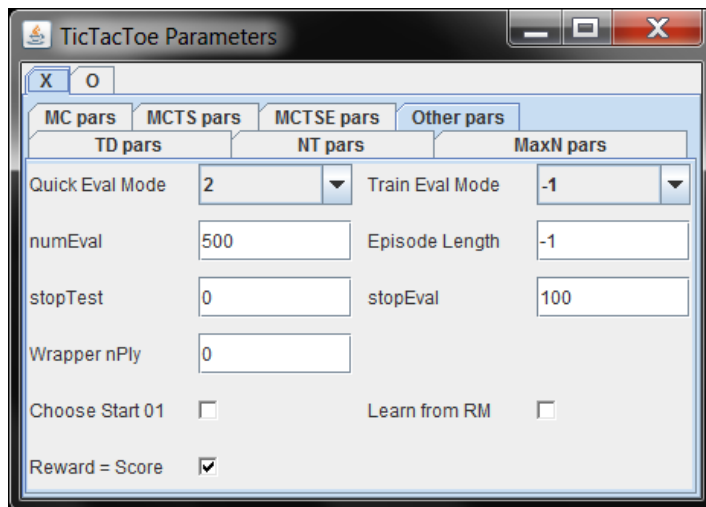 TicTacToe Parameters
X O
MC pars MCTS pars MCTSE pars Other pars
TD pars NT pars MaxN pars
Quick Eval Mode 2 Train Eval Mode -1
numEval 500 Episode Length -1
stopTest 0 stopEval 100
Wrapper nPly 0
Choose Start 01 Learn from RM
Reward = Score